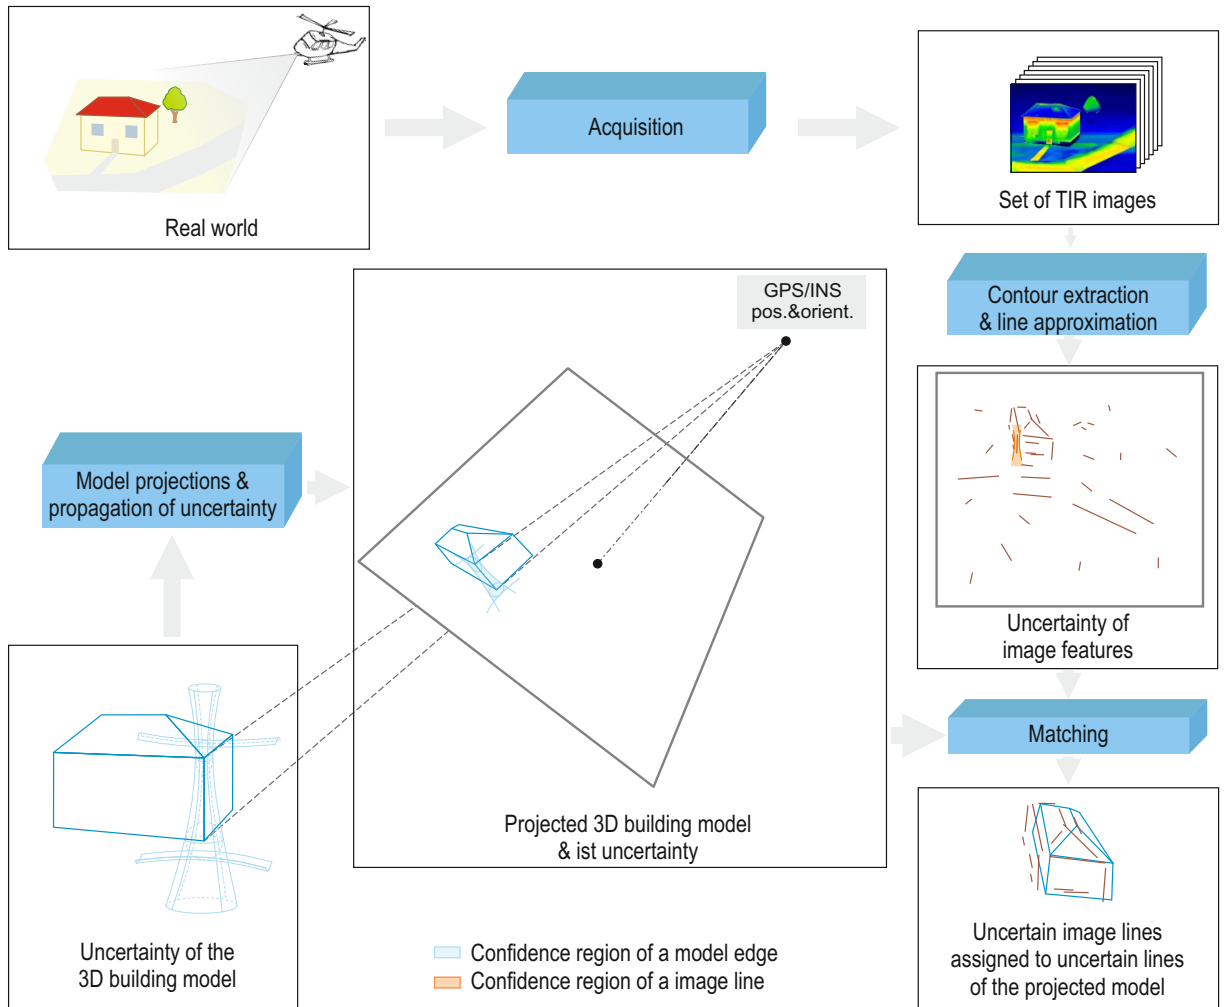 Real world
Acquisition
Set of TIR images
GPS/INS
pos.&orient.
Contour extraction
& line approximation
Model projections &
propagation of uncertainty
Uncertainty of
image features
Matching
Projected 3D building model
& ist uncertainty
Uncertainty of the
3D building model
Confidence region of a model edge
Confidence region of a image line
Uncertain image lines
assigned to uncertain lines
of the projected model